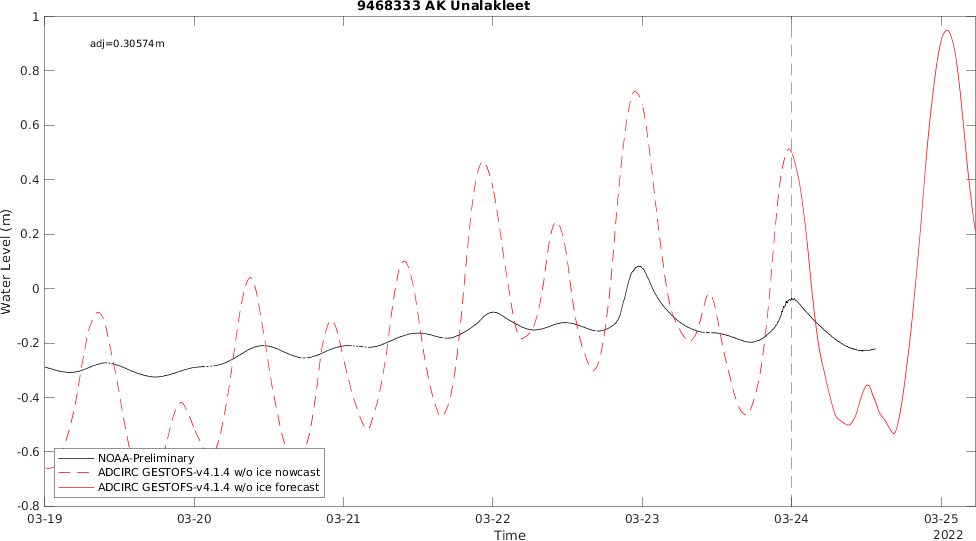 9468333 AK Unalakleet
adj=0.30574m
1
0.8
0.6
0.4
0.2
0
-0.2
-0.4
-0.6
-0.8
Water Level (m)
NOAA-Preliminary
ADCIRC GESTOFS-v4.1.4 w/o ice nowcast
ADCIRC GESTOFS-v4.1.4 w/o ice forecast
03-19 03-20 03-21 03-22 03-23 03-24 03-25
Time
2022